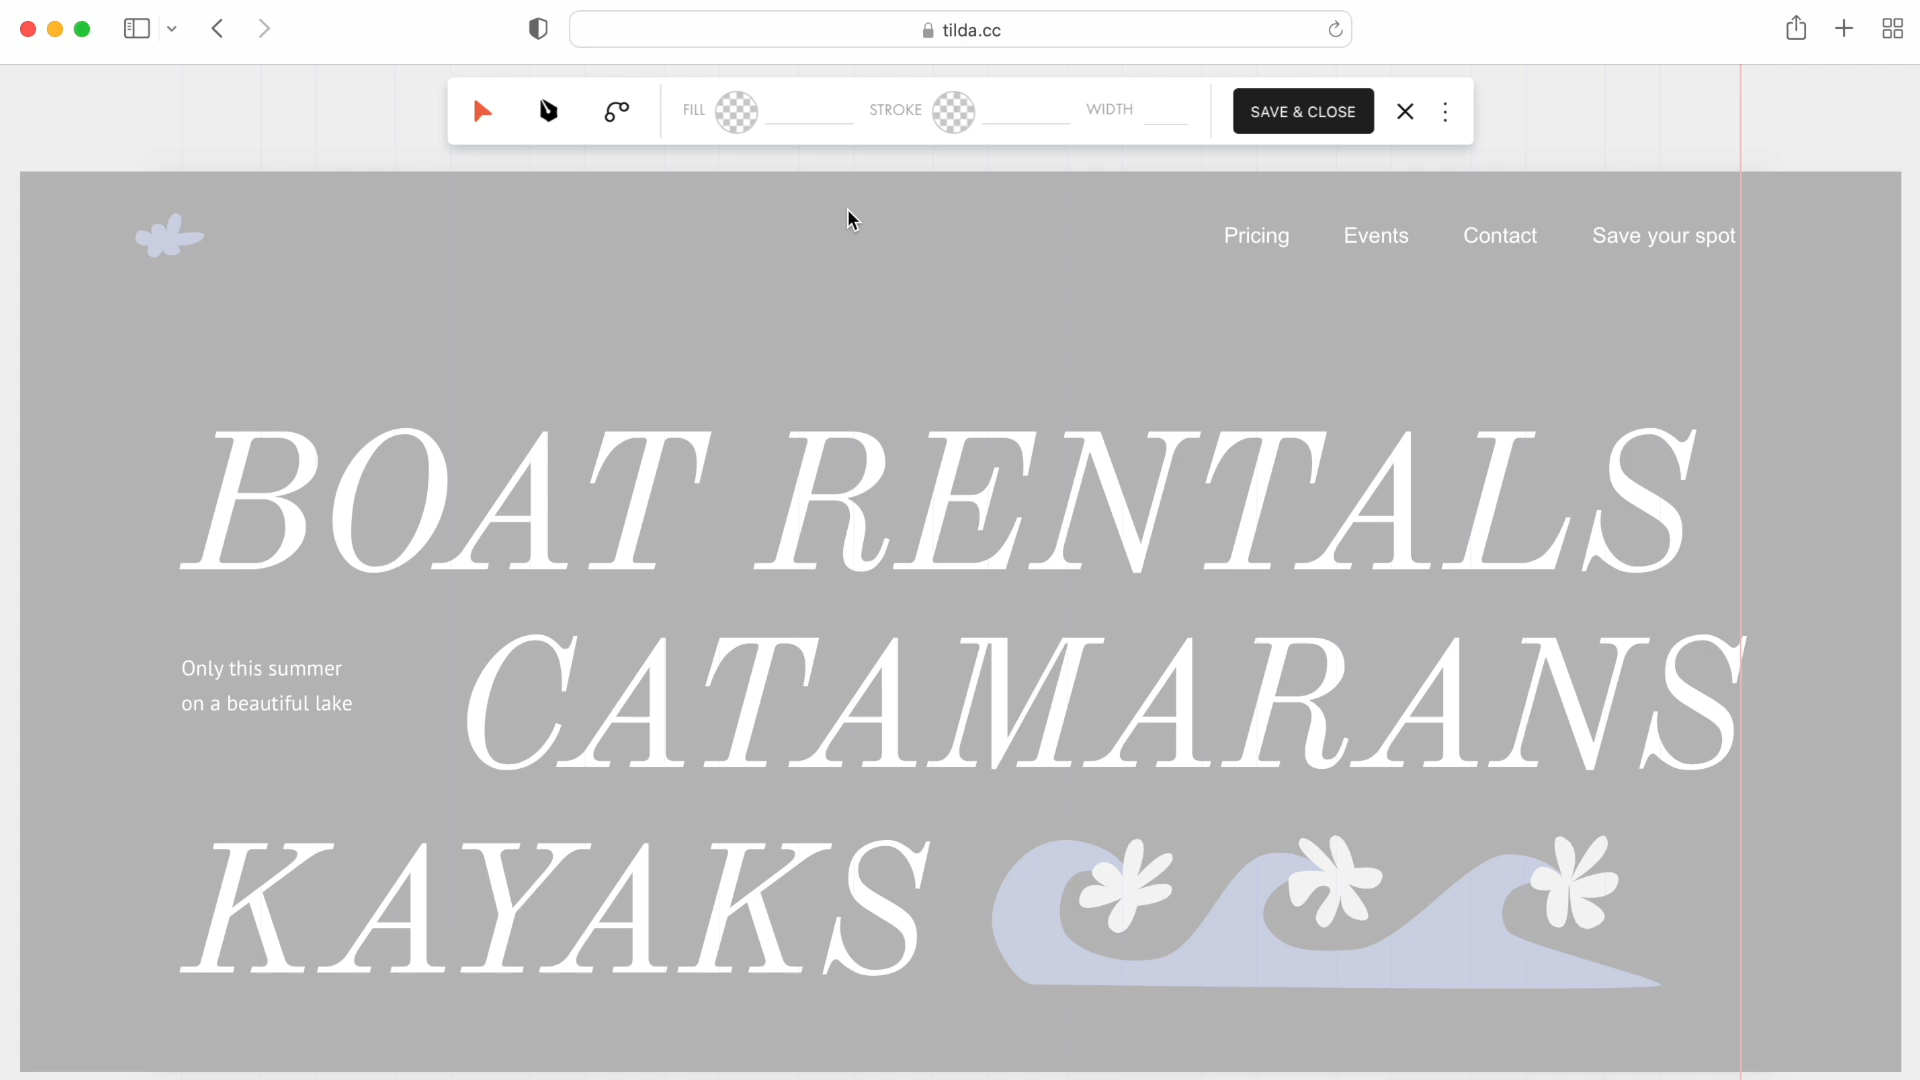 tilda.cc
FILL STROKE WIDTH SAVE & CLOSE
Pricing Events Contact Save your spot
BOAT RENTALS
Only this summer
on a beautiful lake
CATAMARANS
KAYAKS